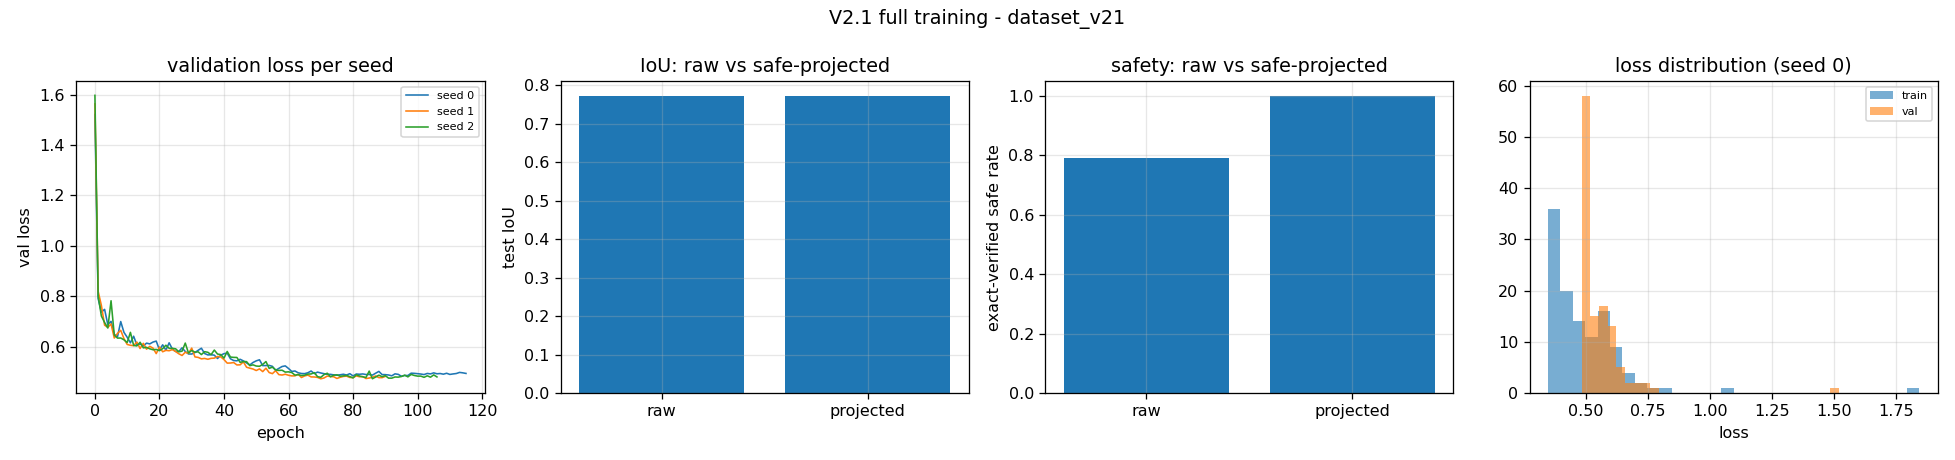 V2.1 full training - dataset_v21
validation loss per seed
val loss
1.6
1.4
1.2
1.0
0.8
0.6
0
20
40
60
80
100
120
epoch
seed 0
seed 1
seed 2
IoU: raw vs safe-projected
test IoU
0.8
0.7
0.6
0.5
0.4
0.3
0.2
0.1
0.0
raw
projected
safety: raw vs safe-projected
exact-verified safe rate
1.0
0.8
0.6
0.4
0.2
0.0
raw
projected
loss distribution (seed 0)
60
50
40
30
20
10
0
0.50
0.75
1.00
1.25
1.50
1.75
loss
train
val